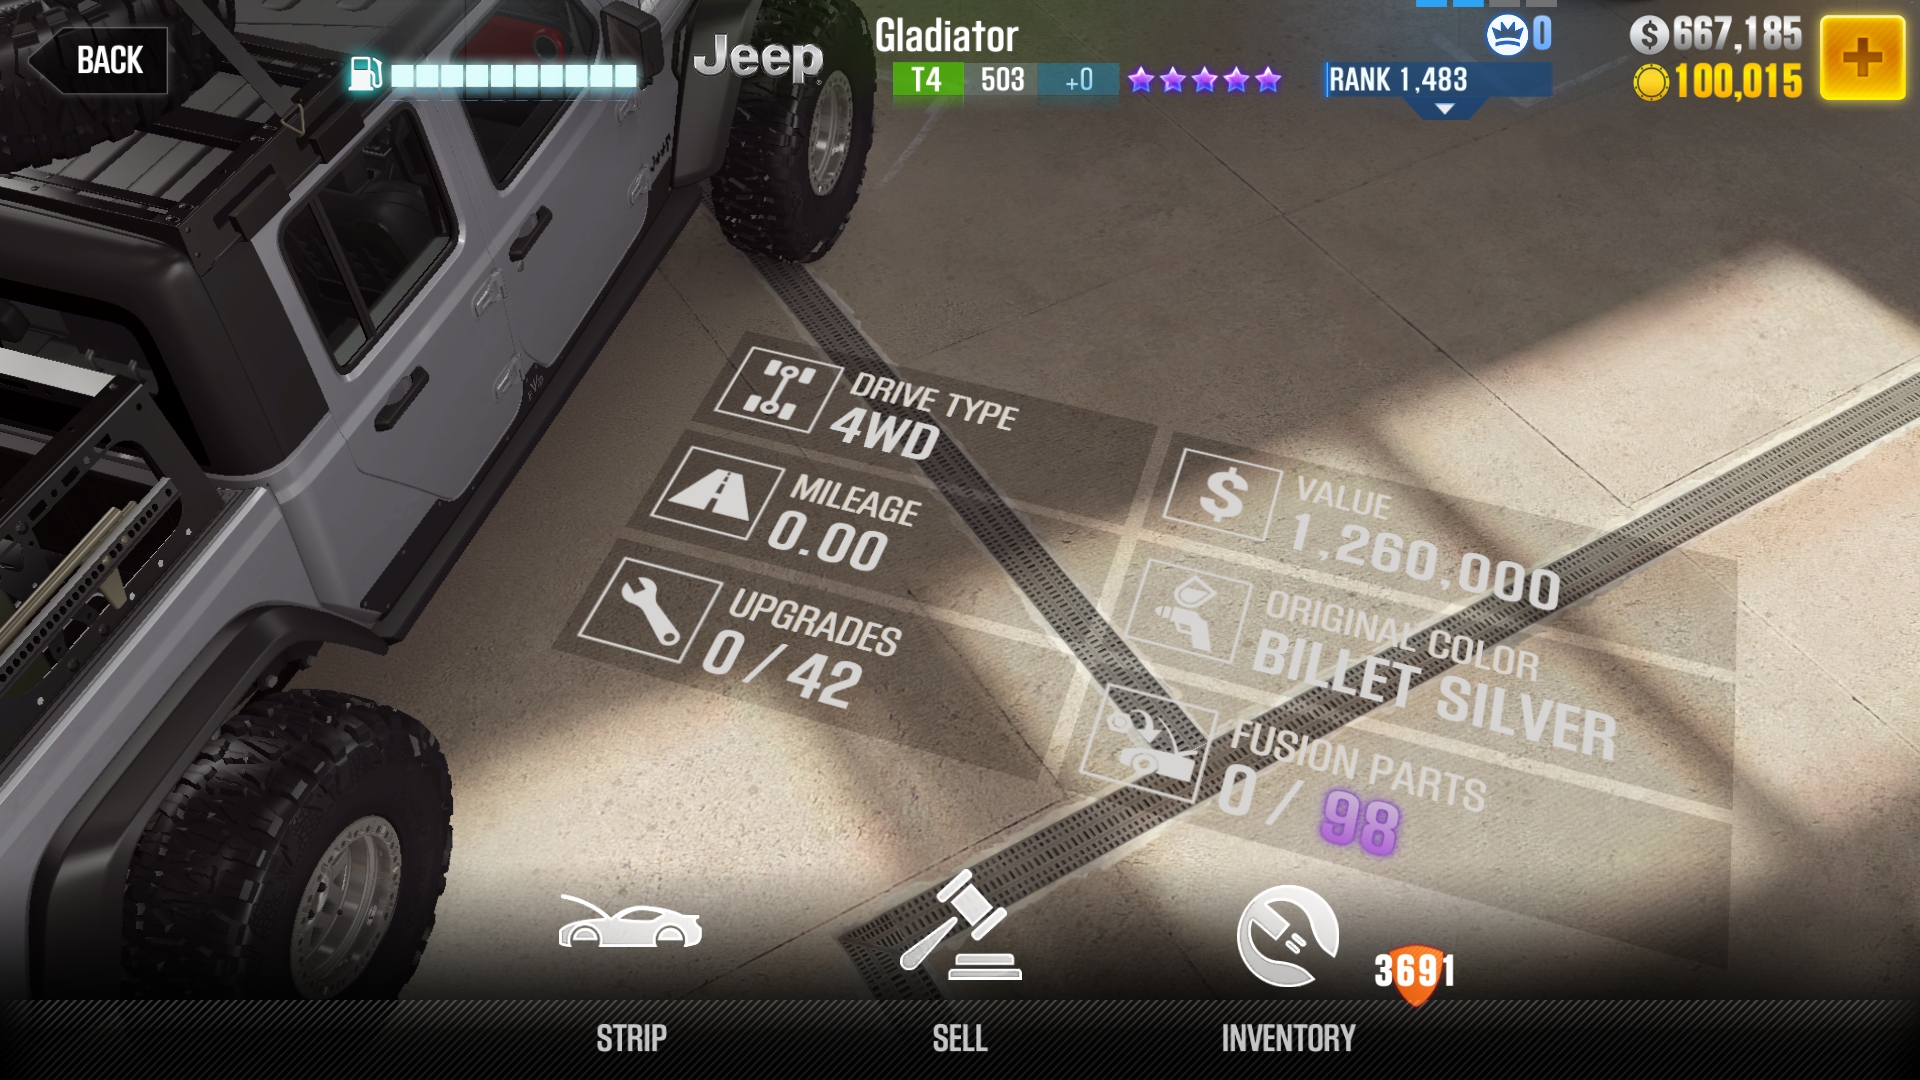 BACK
Jeep
Gladiator
T4 503 +0
RANK 1,483
0
$ 667,185
100,015
DRIVE TYPE
4WD
MILEAGE
0.00
UPGRADES
0 / 42
$ VALUE
1,260,000
ORIGINAL COLOR
BILLET SILVER
FUSION PARTS
0 / 98
STRIP
SELL
INVENTORY
3691